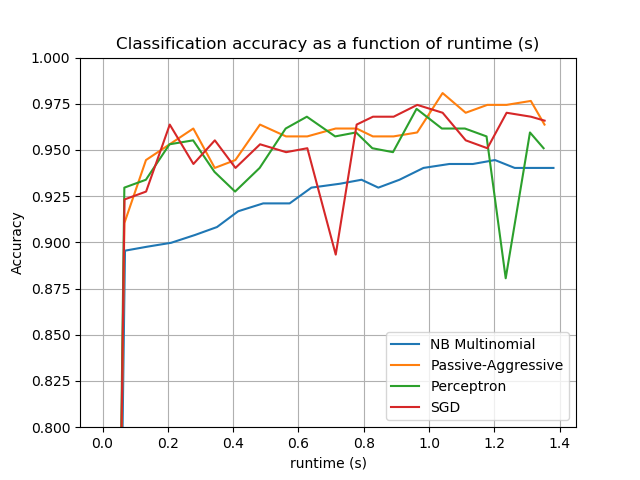 Classification accuracy as a function of runtime (s)
1.000
0.975
0.950
0.925
0.900
0.875
0.850
0.825
0.800
Accuracy
0.0 0.2 0.4 0.6 0.8 1.0 1.2 1.4
runtime (s)
NB Multinomial
Passive-Aggressive
Perceptron
SGD